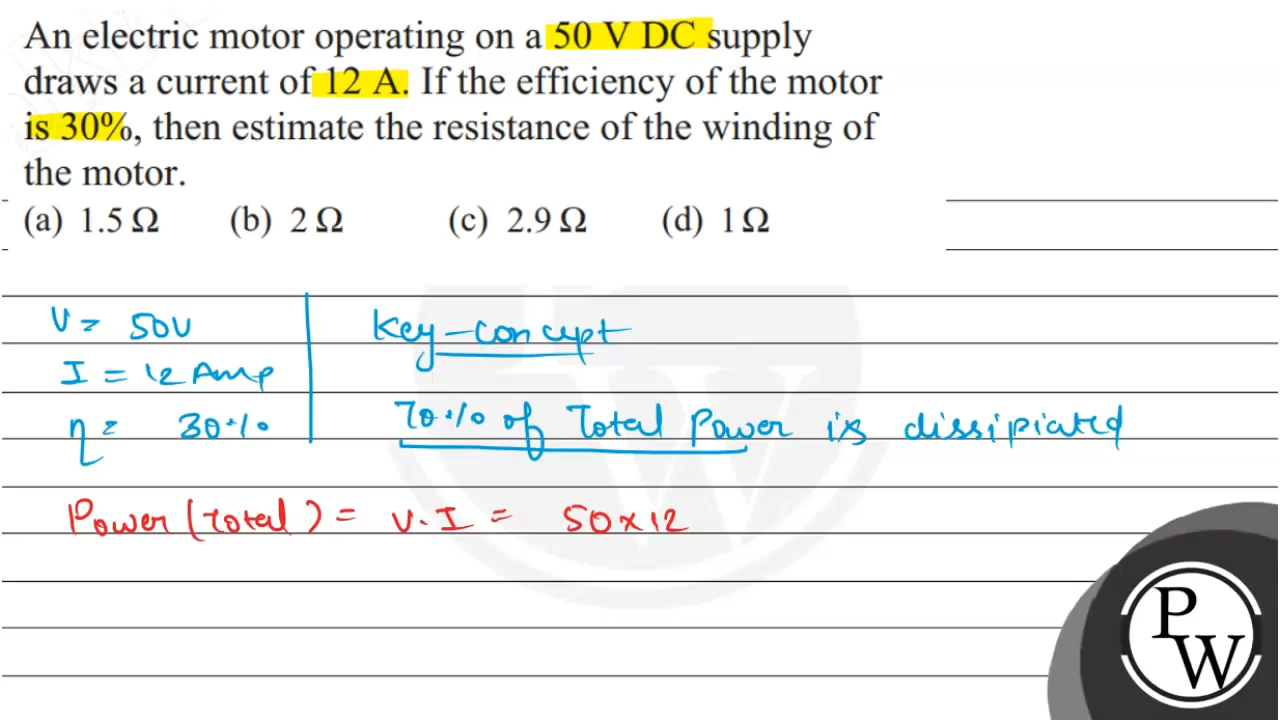 An electric motor operating on a 50 V DC supply
draws a current of 12 A. If the efficiency of the motor
is 30%, then estimate the resistance of the winding of
the motor.
(a) 1.5 Ω (b) 2 Ω (c) 2.9 Ω (d) 1 Ω
V = 50V
I = 12 Amp
η = 30%
Key-concept
70% of Total Power is dissipiated
Power (Total) = V.I = 50×12
P
W